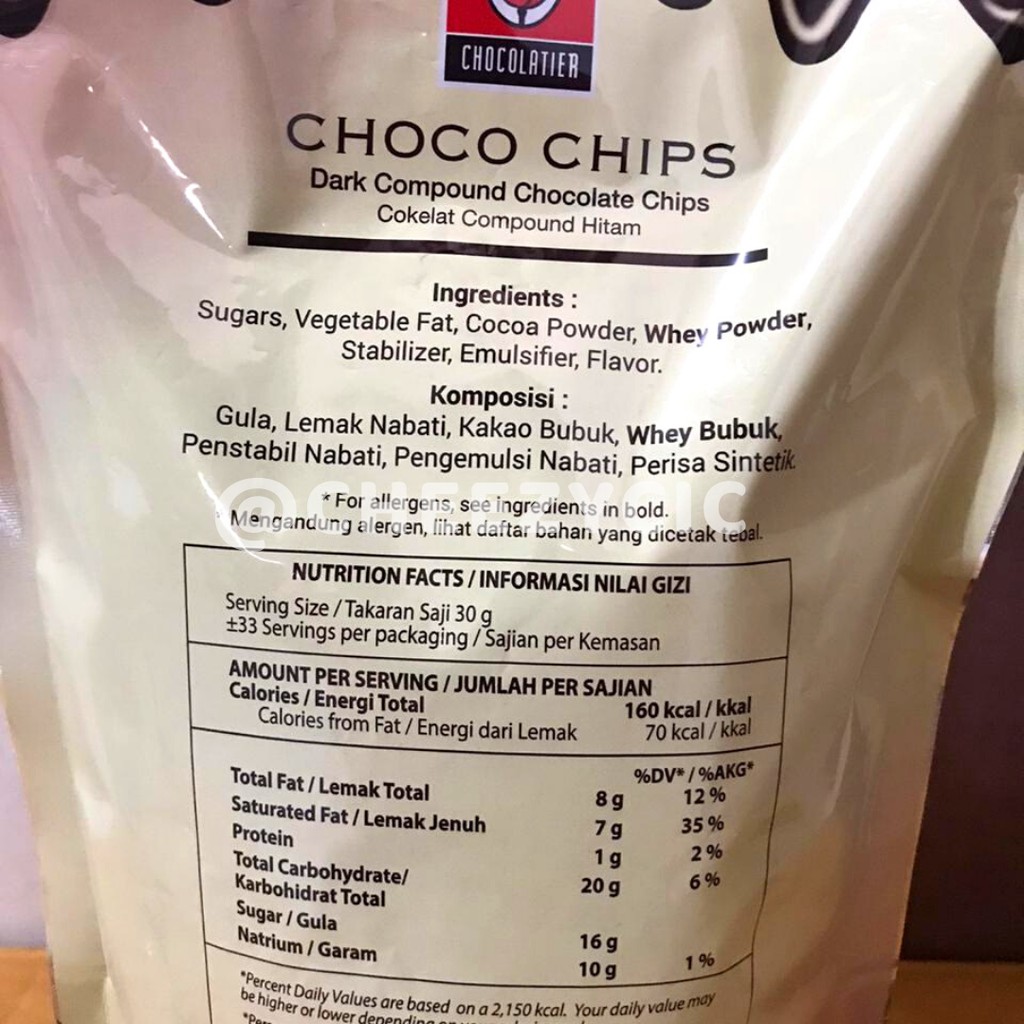 CHOCOLATIER
CHOCO CHIPS
Dark Compound Chocolate Chips
Cokelat Compound Hitam
Ingredients :
Sugars, Vegetable Fat, Cocoa Powder, Whey Powder,
Stabilizer, Emulsifier, Flavor.
Komposisi :
Gula, Lemak Nabati, Kakao Bubuk, Whey Bubuk,
Penstabil Nabati, Pengemulsi Nabati, Perisa Sintetik.
* For allergens, see ingredients in bold.
* Mengandung alergen, lihat daftar bahan yang dicetak tebal.
NUTRITION FACTS / INFORMASI NILAI GIZI
Serving Size / Takaran Saji 30 g
±33 Servings per packaging / Sajian per Kemasan
AMOUNT PER SERVING / JUMLAH PER SAJIAN
Calories / Energi Total 160 kcal / kkal
Calories from Fat / Energi dari Lemak 70 kcal / kkal
%DV* / %AKG*
Total Fat / Lemak Total 8 g 12 %
Saturated Fat / Lemak Jenuh 7 g 35 %
Protein 1 g 2 %
Total Carbohydrate/
Karbohidrat Total 20 g 6 %
Sugar / Gula 16 g
Natrium / Garam 10 g 1 %
*Percent Daily Values are based on a 2,150 kcal. Your daily value may
be higher or lower depending